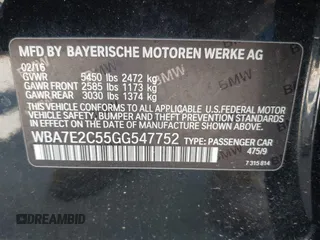 MFD BY BAYERISCHE MOTOREN WERKE AG
02/16
GVWR 5450 lbs 2472 kg
GAWR FRONT 2585 lbs 1173 kg
GAWR REAR 3030 lbs 1374 kg
THIS VEHICLE CONFORMS TO ALL APPLICABLE
FEDERAL MOTOR VEHICLE SAFETY, BUMPER AND
THEFT PREVENTION STANDARDS IN EFFECT ON THE
DATE OF MANUFACTURE SHOWN ABOVE.
WBA7E2C55GG547752 TYPE: PASSENGER CAR
475/9
7 315 814
DREAMBID
BMW